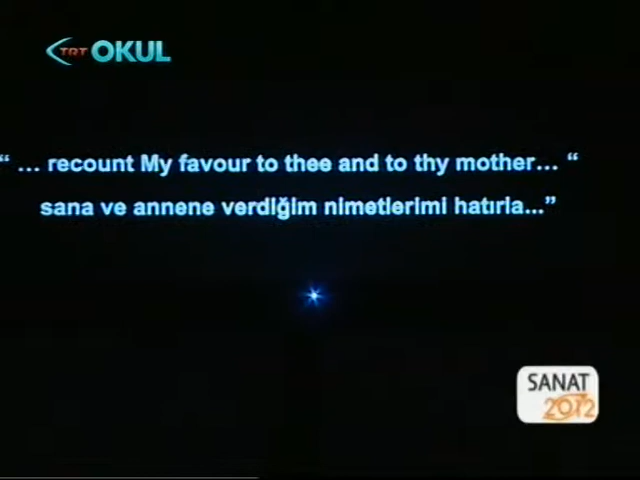 TRT OKUL
“ ... recount My favour to thee and to thy mother... “
sana ve annene verdiğim nimetlerimi hatırla...”
SANAT
2012